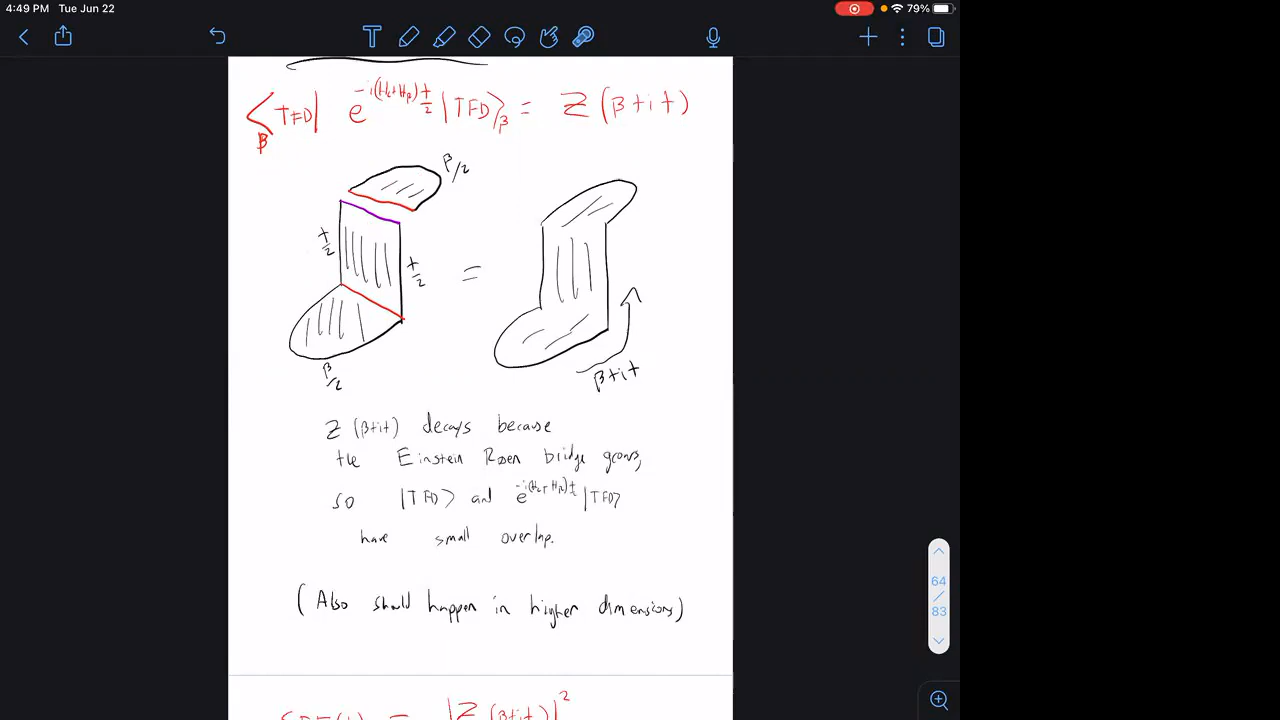 4:49 PM Tue Jun 22
79%
T
β⟨TFD| e^{-i(H_L+H_R)t/2} |TFD⟩_β = Z(β+it)
β/2
t/2
t/2
=
β/2
β+it
Z(β+it) decays because
the Einstein Rosen bridge grows,
so |TFD⟩ and e^{-i(H_L+H_R)t/2} |TFD⟩
have small overlap.
(Also should happen in higher dimensions)
64
/
83
= |Z(β+it)|^2